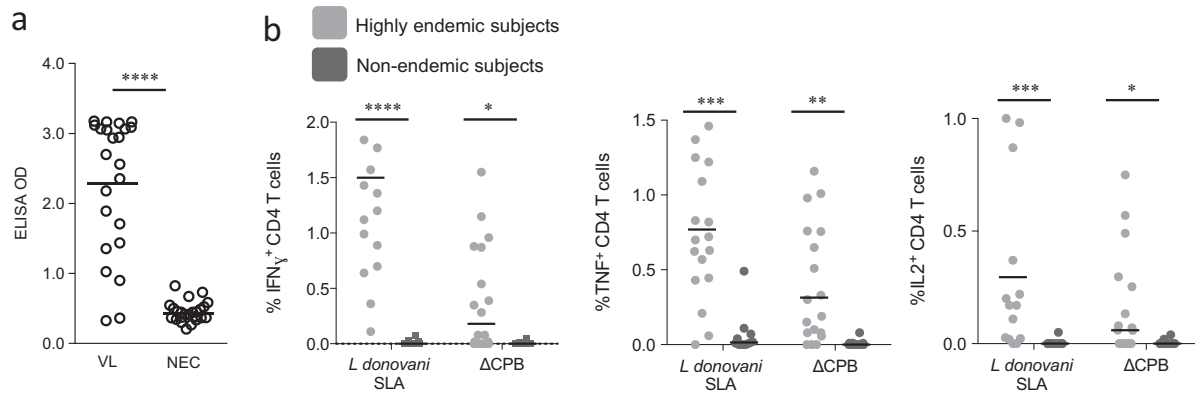 a
b
Highly endemic subjects
Non-endemic subjects
ELISA OD
4.0
3.0
2.0
1.0
0.0
****
VL
NEC
% IFNγ+ CD4 T cells
2.0
1.5
1.0
0.5
0.0
****
*
L donovani
SLA
ΔCPB
%TNF+ CD4 T cells
1.5
1.0
0.5
0.0
***
**
L donovani
SLA
ΔCPB
%IL2+ CD4 T cells
1.0
0.5
0.0
***
*
L donovani
SLA
ΔCPB